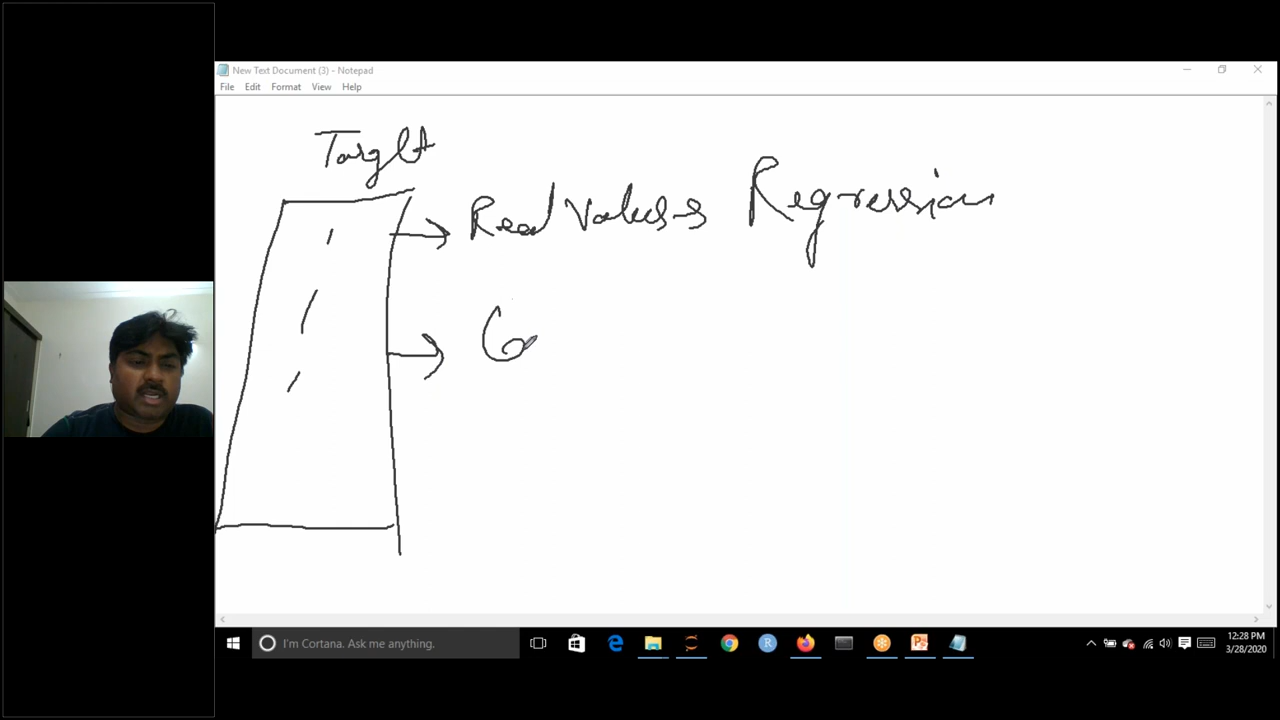 New Text Document (3) - Notepad
File Edit Format View Help
Target
Real Values Regression
I'm Cortana. Ask me anything.
12:28 PM
3/28/2020